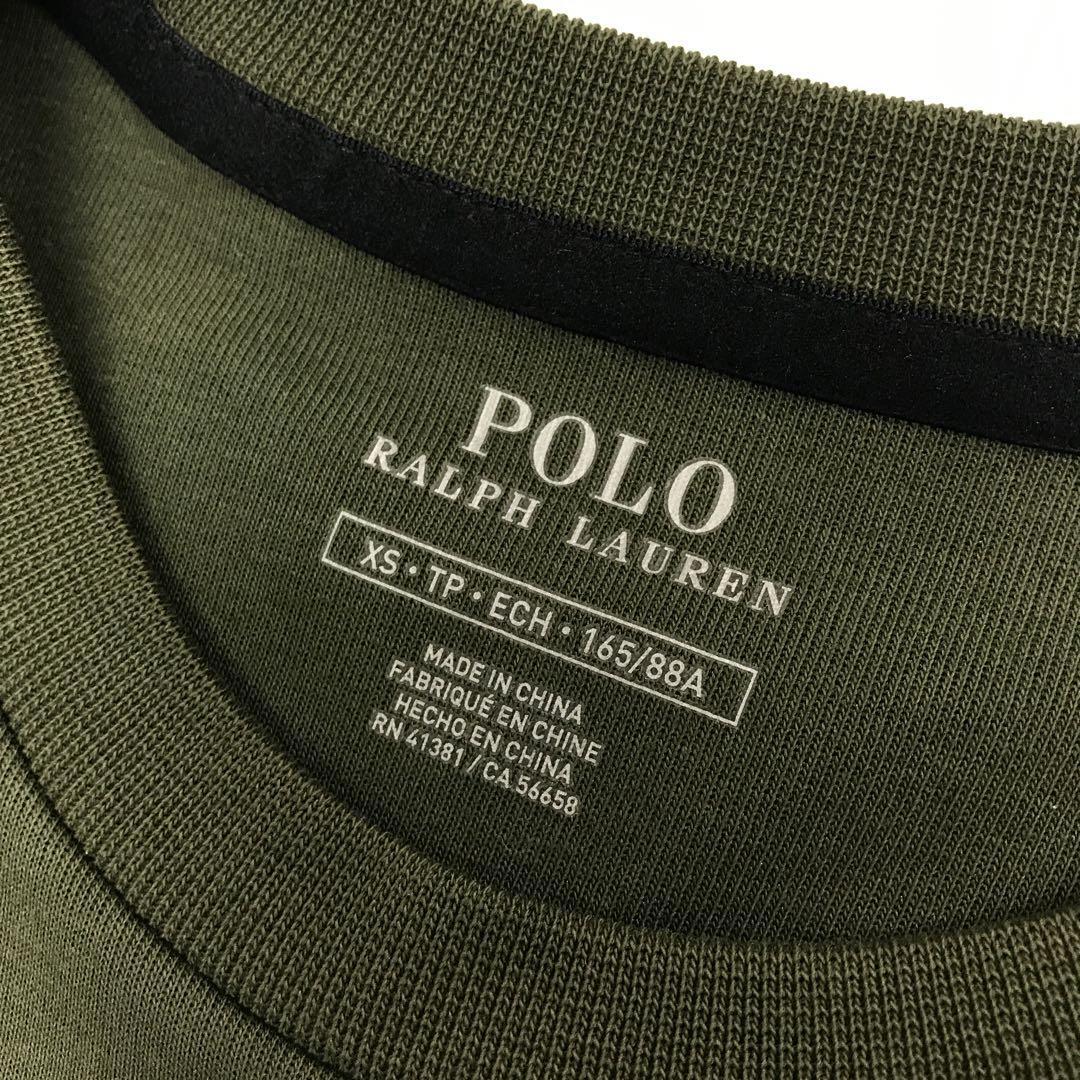 POLO
RALPH LAUREN
XS • TP • ECH • 165/88A
MADE IN CHINA
FABRIQUÉ EN CHINE
HECHO EN CHINA
RN 41381 / CA 56658